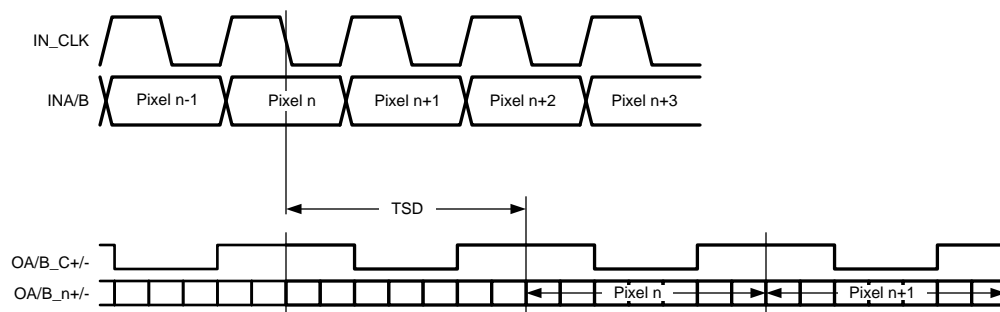 IN_CLK
INA/B
Pixel n-1
Pixel n
Pixel n+1
Pixel n+2
Pixel n+3
TSD
OA/B_C+/-
OA/B_n+/-
Pixel n
Pixel n+1